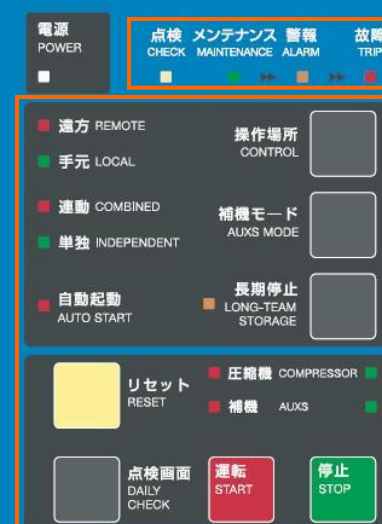 電源
POWER
点検 メンテナンス 警報 故障
CHECK MAINTENANCE ALARM TRIP
遠方 REMOTE
手元 LOCAL
操作場所
CONTROL
連動 COMBINED
単独 INDEPENDENT
補機モード
AUXS MODE
自動起動
AUTO START
長期停止
LONG-TEAM
STORAGE
リセット
RESET
圧縮機 COMPRESSOR
補機 AUXS
点検画面
DAILY
CHECK
運転
START
停止
STOP